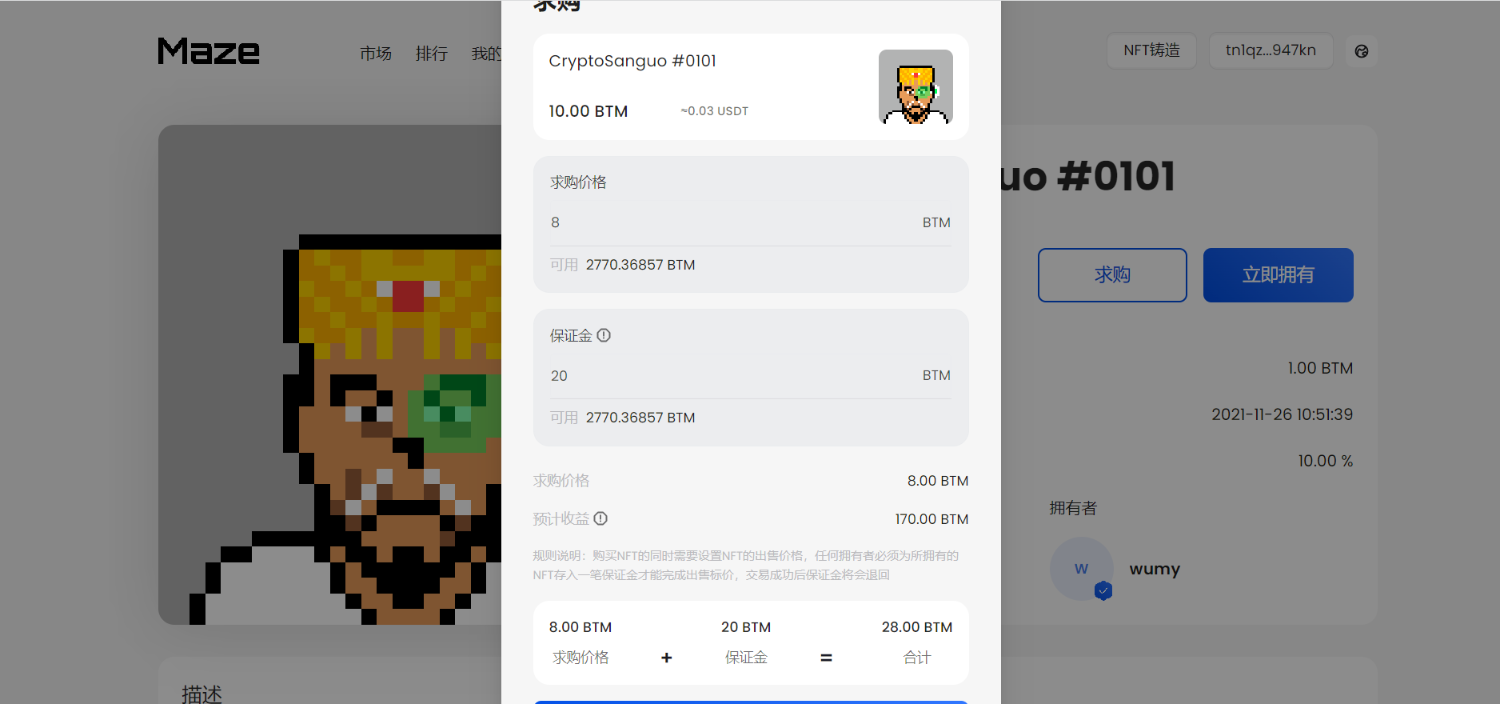 求购
Maze
市场
排行
我的
NFT铸造
tn1qz...947kn
CryptoSanguo #0101
10.00 BTM
~0.03 USDT
uo #0101
求购
立即拥有
求购价格
8
BTM
可用 2770.36857 BTM
保证金
20
BTM
可用 2770.36857 BTM
1.00 BTM
2021-11-26 10:51:39
10.00 %
拥有者
W
wumy
求购价格
8.00 BTM
预计收益
170.00 BTM
规则说明：购买NFT的同时需要设置NFT的出售价格，任何拥有者必须为所拥有的
NFT存入一笔保证金才能完成出售标价，交易成功后保证金将会退回
8.00 BTM
20 BTM
28.00 BTM
求购价格
+
保证金
=
合计
描述